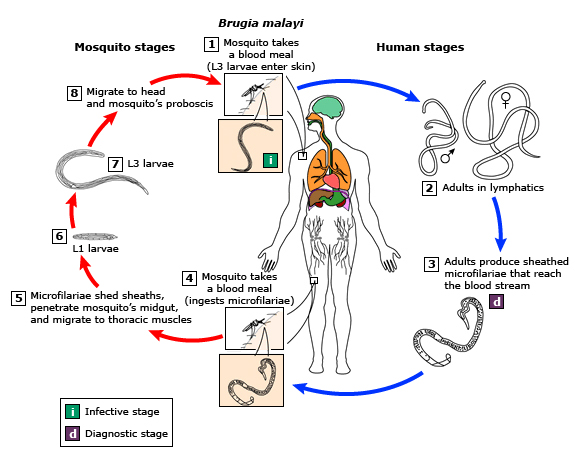 Brugia malayi
Mosquito stages
Human stages
1 Mosquito takes
a blood meal
(L3 larvae enter skin)
i
2 Adults in lymphatics
♀
♂
3 Adults produce sheathed
microfilariae that reach
the blood stream
d
4 Mosquito takes
a blood meal
(ingests microfilariae)
5 Microfilariae shed sheaths,
penetrate mosquito's midgut,
and migrate to thoracic muscles
6
L1 larvae
7 L3 larvae
8 Migrate to head
and mosquito's proboscis
i Infective stage
d Diagnostic stage